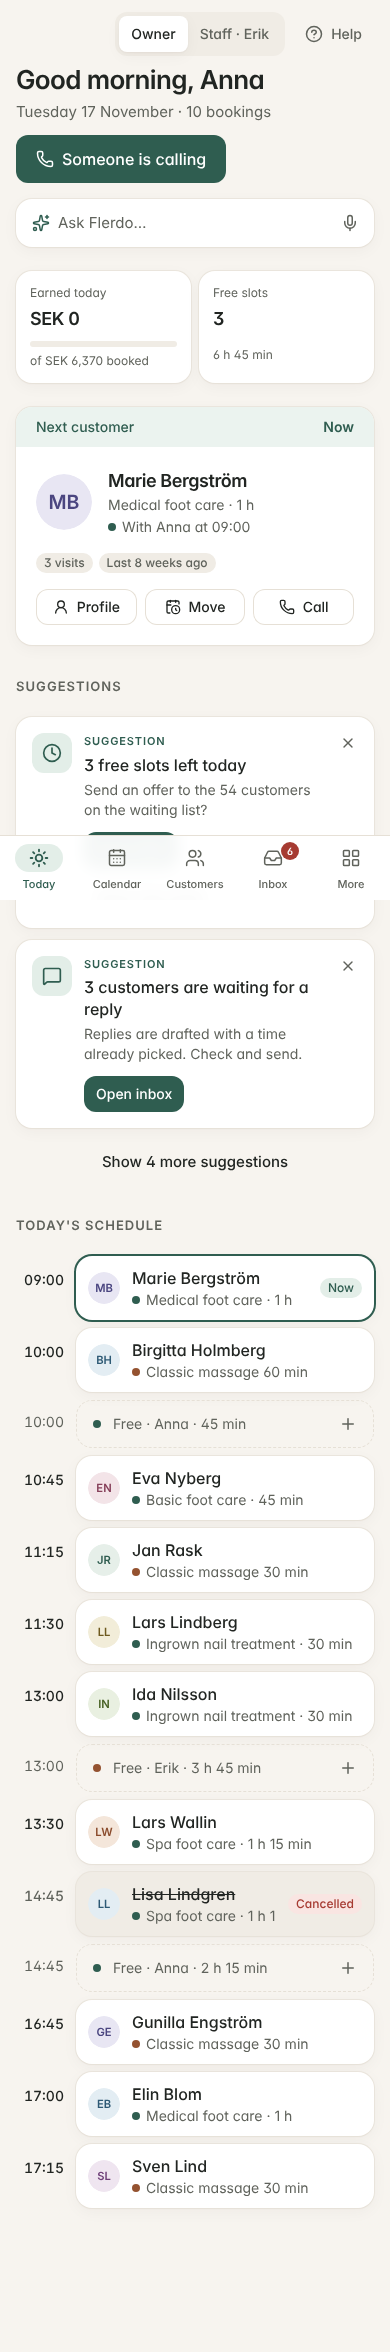 Owner
Staff · Erik
Help
Good morning, Anna
Tuesday 17 November · 10 bookings
Someone is calling
Ask Flerdo...
Earned today
SEK 0
of SEK 6,370 booked
Free slots
3
6 h 45 min
Next customer
Now
MB
Marie Bergström
Medical foot care · 1 h
With Anna at 09:00
3 visits
Last 8 weeks ago
Profile
Move
Call
SUGGESTIONS
SUGGESTION
3 free slots left today
Send an offer to the 54 customers
on the waiting list?
Today
Calendar
Customers
6
Inbox
More
SUGGESTION
3 customers are waiting for a
reply
Replies are drafted with a time
already picked. Check and send.
Open inbox
Show 4 more suggestions
TODAY'S SCHEDULE
09:00
MB
Marie Bergström
Medical foot care · 1 h
Now
10:00
BH
Birgitta Holmberg
Classic massage 60 min
10:00
Free · Anna · 45 min
10:45
EN
Eva Nyberg
Basic foot care · 45 min
11:15
JR
Jan Rask
Classic massage 30 min
11:30
LL
Lars Lindberg
Ingrown nail treatment · 30 min
13:00
IN
Ida Nilsson
Ingrown nail treatment · 30 min
13:00
Free · Erik · 3 h 45 min
13:30
LW
Lars Wallin
Spa foot care · 1 h 15 min
14:45
LL
Lisa Lindgren
Spa foot care · 1 h 1
Cancelled
14:45
Free · Anna · 2 h 15 min
16:45
GE
Gunilla Engström
Classic massage 30 min
17:00
EB
Elin Blom
Medical foot care · 1 h
17:15
SL
Sven Lind
Classic massage 30 min